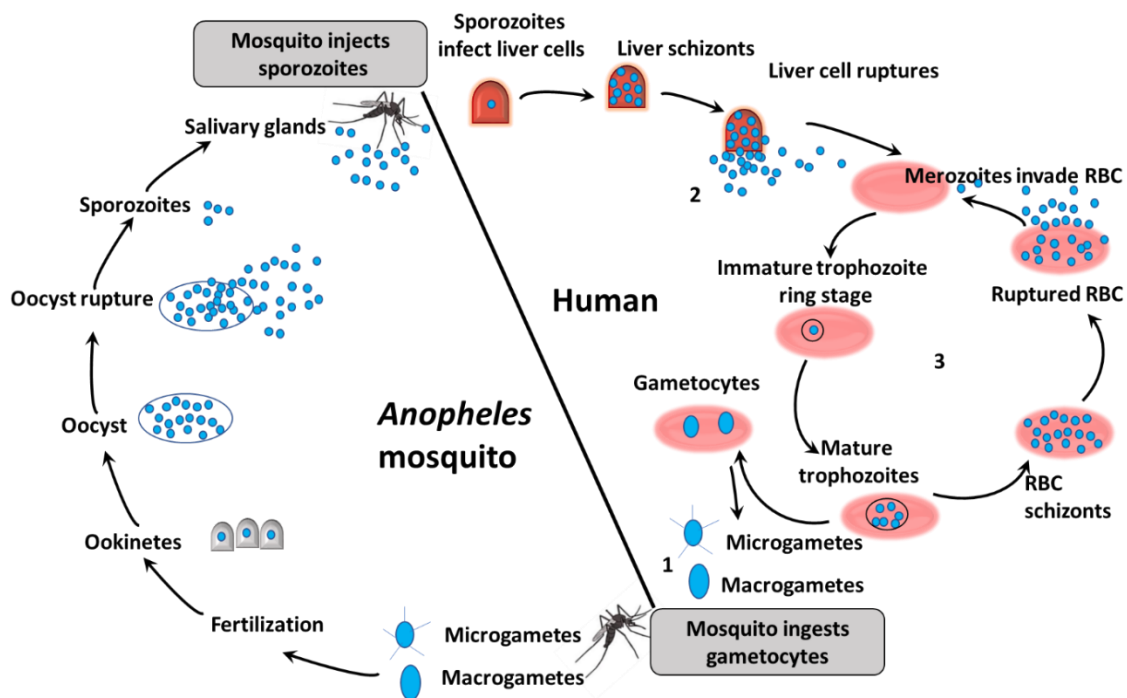 Mosquito injects
sporozoites
Sporozoites
infect liver cells
Liver schizonts
Liver cell ruptures
Salivary glands
2
Merozoites invade RBC
Sporozoites
Immature trophozoite
ring stage
Ruptured RBC
Oocyst rupture
Human
3
Gametocytes
Anopheles
mosquito
Oocyst
Mature
trophozoites
RBC
schizonts
Ookinetes
1
Microgametes
Macrogametes
Fertilization
Microgametes
Macrogametes
Mosquito ingests
gametocytes